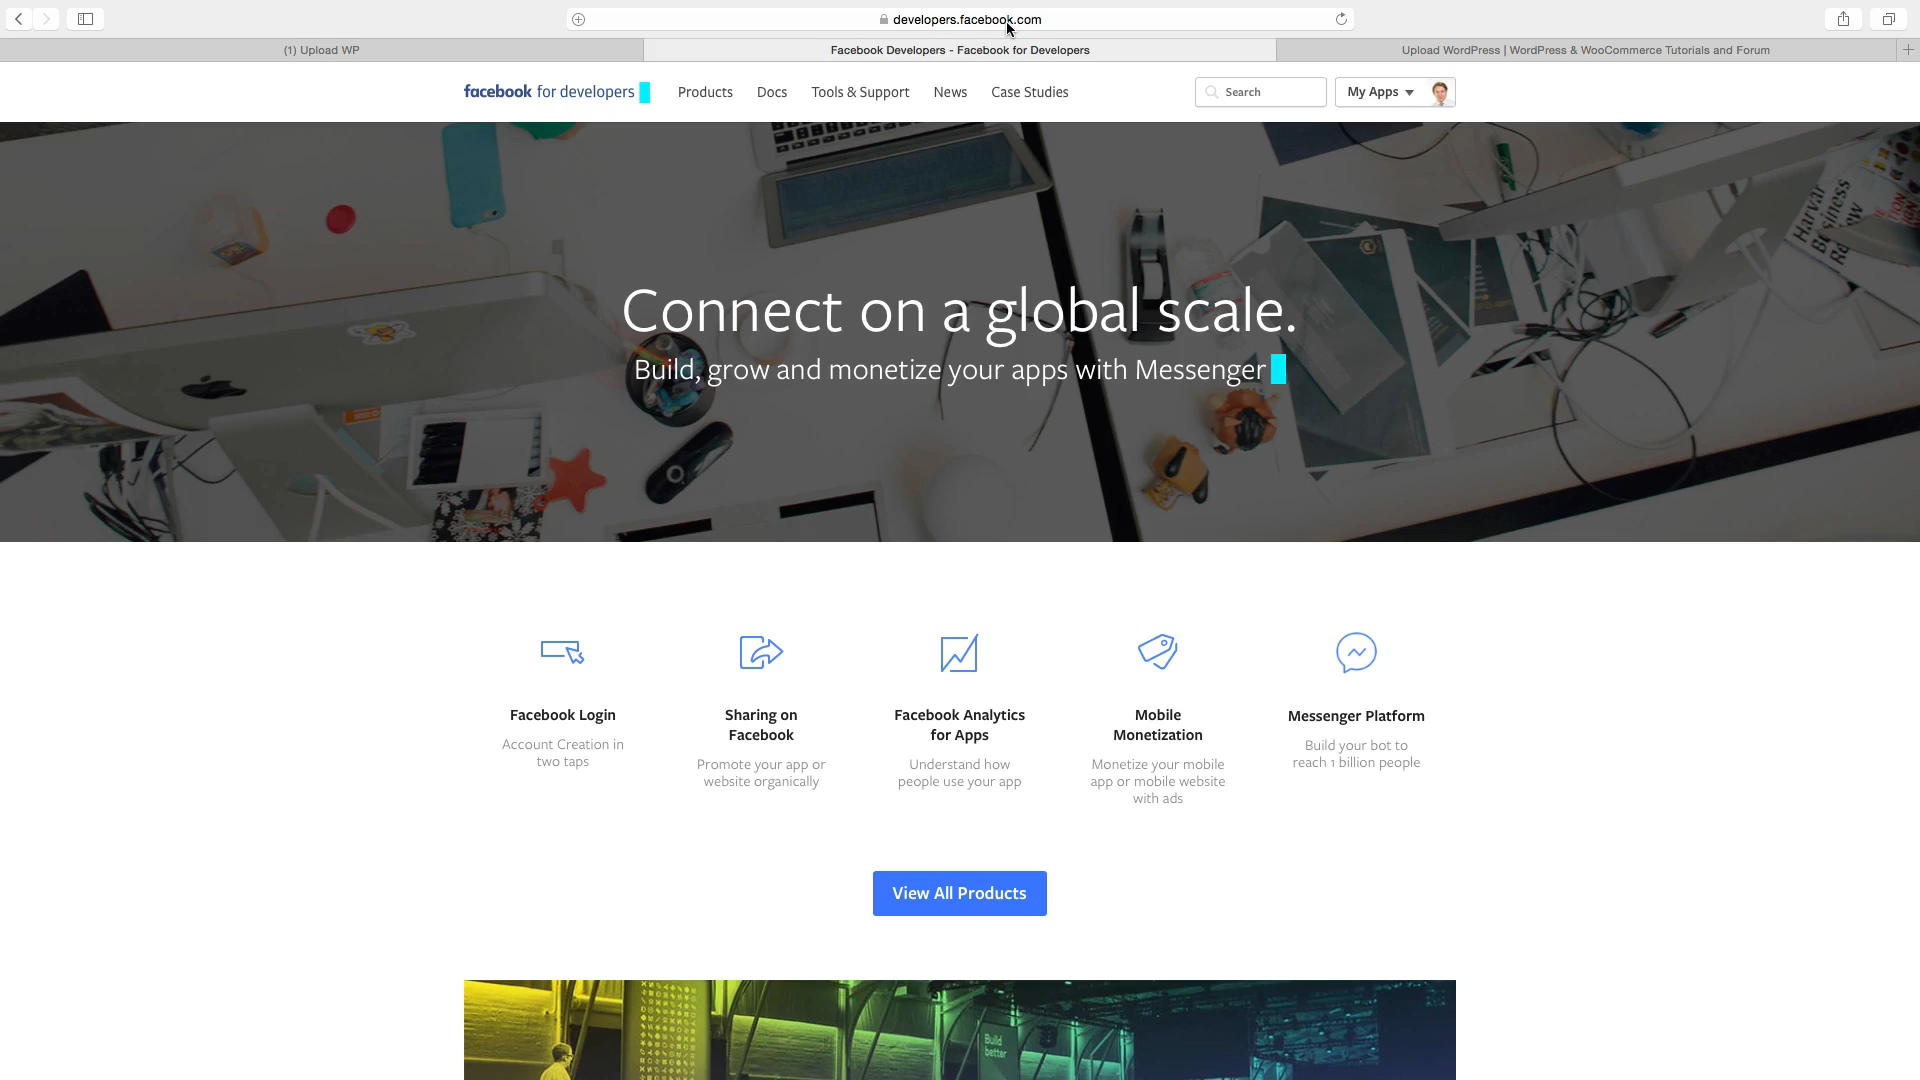 developers.facebook.com
(1) Upload WP
Facebook Developers - Facebook for Developers
Upload WordPress | WordPress & WooCommerce Tutorials and Forum
facebook for developers
Products
Docs
Tools & Support
News
Case Studies
Search
My Apps
Harvar
Business
Connect on a global scale.
Build, grow and monetize your apps with Messenger
Facebook Login
Account Creation in
two taps
Sharing on
Facebook
Promote your app or
website organically
Facebook Analytics
for Apps
Understand how
people use your app
Mobile
Monetization
Monetize your mobile
app or mobile website
with ads
Messenger Platform
Build your bot to
reach 1 billion people
View All Products
Build
better